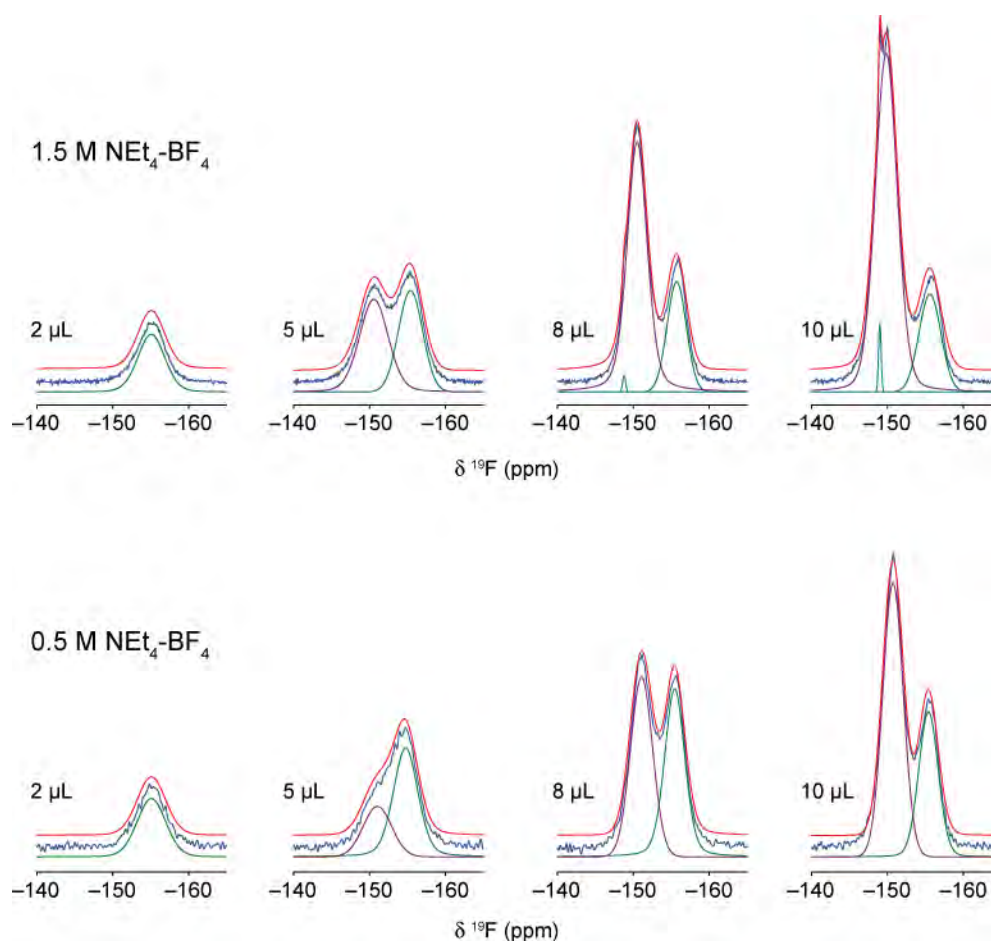 1.5 M NEt₄-BF₄
2 µL
5 µL
8 µL
10 µL
−140 −150 −160
−140 −150 −160
−140 −150 −160
−140 −150 −160
δ ¹⁹F (ppm)
0.5 M NEt₄-BF₄
2 µL
5 µL
8 µL
10 µL
−140 −150 −160
−140 −150 −160
−140 −150 −160
−140 −150 −160
δ ¹⁹F (ppm)